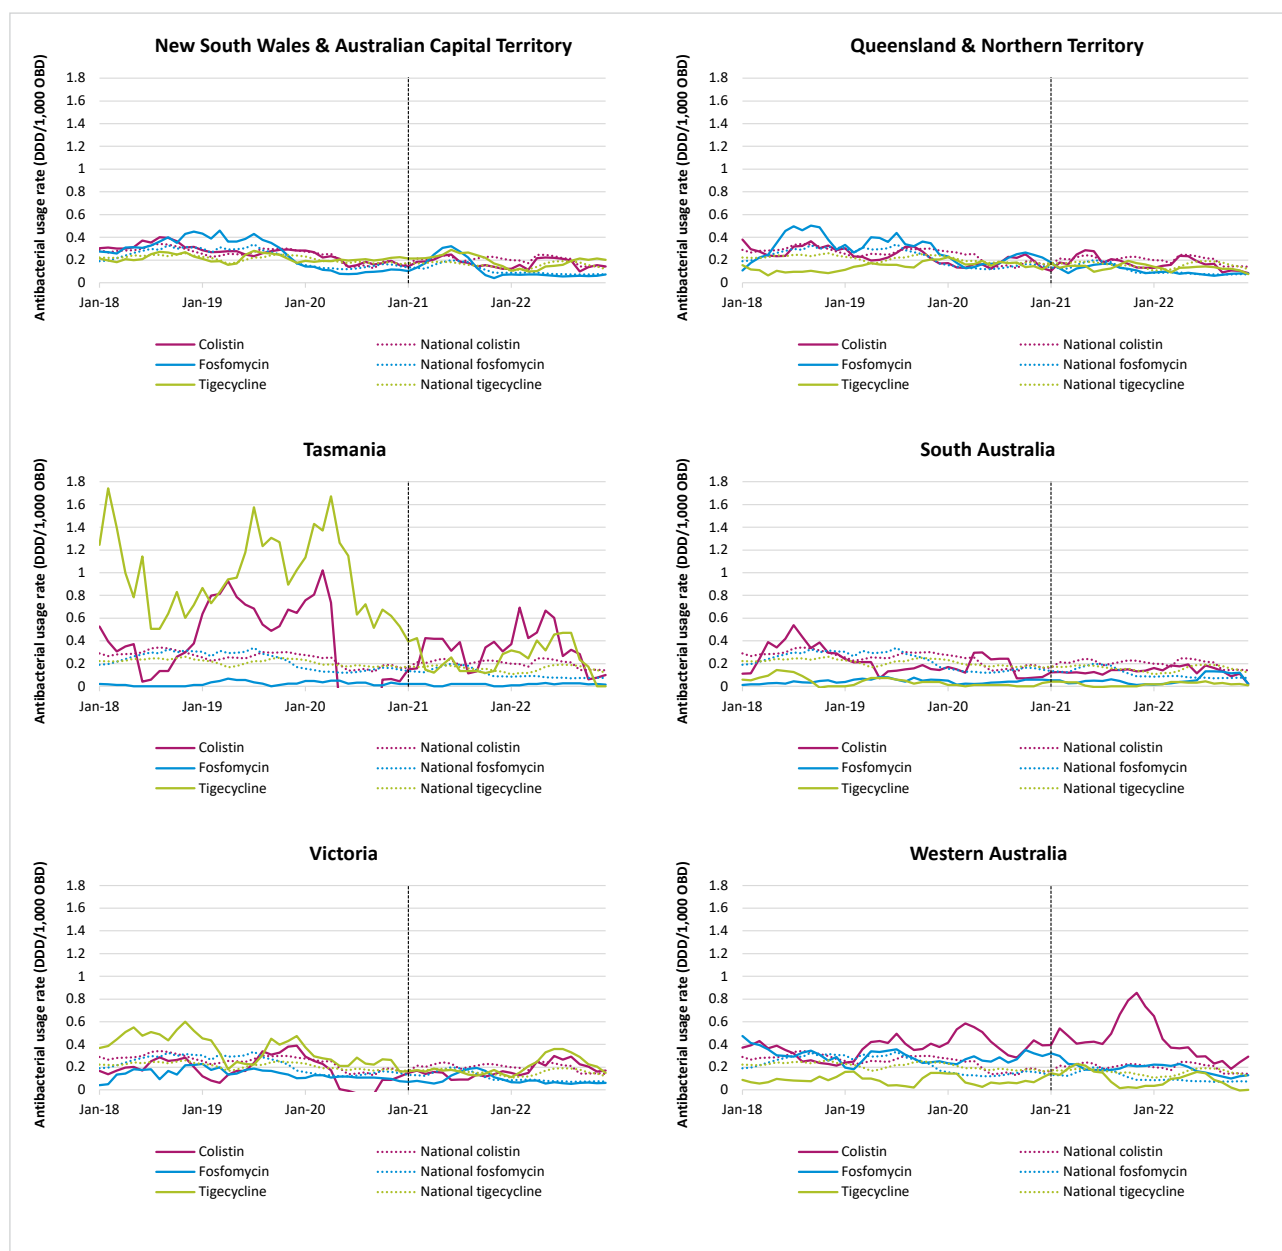 New South Wales & Australian Capital Territory
Antibacterial usage rate (DDD/1,000 OBD)
1.8
1.6
1.4
1.2
1
0.8
0.6
0.4
0.2
0
Jan-18 Jan-19 Jan-20 Jan-21 Jan-22
Colistin National colistin
Fosfomycin National fosfomycin
Tigecycline National tigecycline
Queensland & Northern Territory
Antibacterial usage rate (DDD/1,000 OBD)
1.8
1.6
1.4
1.2
1
0.8
0.6
0.4
0.2
0
Jan-18 Jan-19 Jan-20 Jan-21 Jan-22
Colistin National colistin
Fosfomycin National fosfomycin
Tigecycline National tigecycline
Tasmania
Antibacterial usage rate (DDD/1,000 OBD)
1.8
1.6
1.4
1.2
1
0.8
0.6
0.4
0.2
0
Jan-18 Jan-19 Jan-20 Jan-21 Jan-22
Colistin National colistin
Fosfomycin National fosfomycin
Tigecycline National tigecycline
South Australia
Antibacterial usage rate (DDD/1,000 OBD)
1.8
1.6
1.4
1.2
1
0.8
0.6
0.4
0.2
0
Jan-18 Jan-19 Jan-20 Jan-21 Jan-22
Colistin National colistin
Fosfomycin National fosfomycin
Tigecycline National tigecycline
Victoria
Antibacterial usage rate (DDD/1,000 OBD)
1.8
1.6
1.4
1.2
1
0.8
0.6
0.4
0.2
0
Jan-18 Jan-19 Jan-20 Jan-21 Jan-22
Colistin National colistin
Fosfomycin National fosfomycin
Tigecycline National tigecycline
Western Australia
Antibacterial usage rate (DDD/1,000 OBD)
1.8
1.6
1.4
1.2
1
0.8
0.6
0.4
0.2
0
Jan-18 Jan-19 Jan-20 Jan-21 Jan-22
Colistin National colistin
Fosfomycin National fosfomycin
Tigecycline National tigecycline